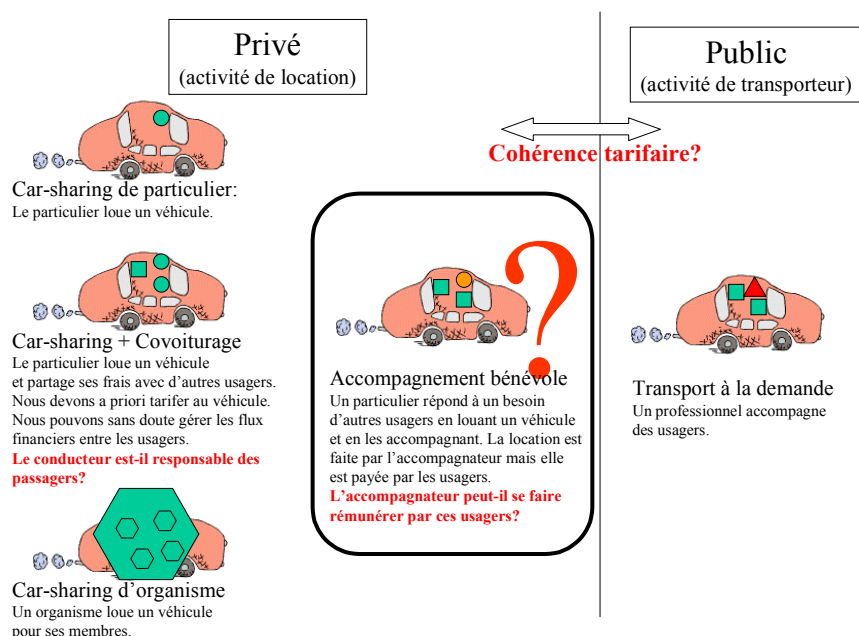 Privé
(activité de location)
Public
(activité de transporteur)
Cohérence tarifaire?
Car-sharing de particulier:
Le particulier loue un véhicule.
Car-sharing + Covoiturage
Le particulier loue un véhicule
et partage ses frais avec d'autres usagers.
Nous devons a priori tarifer au véhicule.
Nous pouvons sans doute gérer les flux
financiers entre les usagers.
Le conducteur est-il responsable des
passagers?
Car-sharing d'organisme
Un organisme loue un véhicule
pour ses membres.
?
Accompagnement bénévole
Un particulier répond à un besoin
d'autres usagers en louant un véhicule
et en les accompagnant. La location est
faite par l'accompagnateur mais elle
est payée par les usagers.
L'accompagnateur peut-il se faire
rémunérer par ces usagers?
Transport à la demande
Un professionnel accompagne
des usagers.